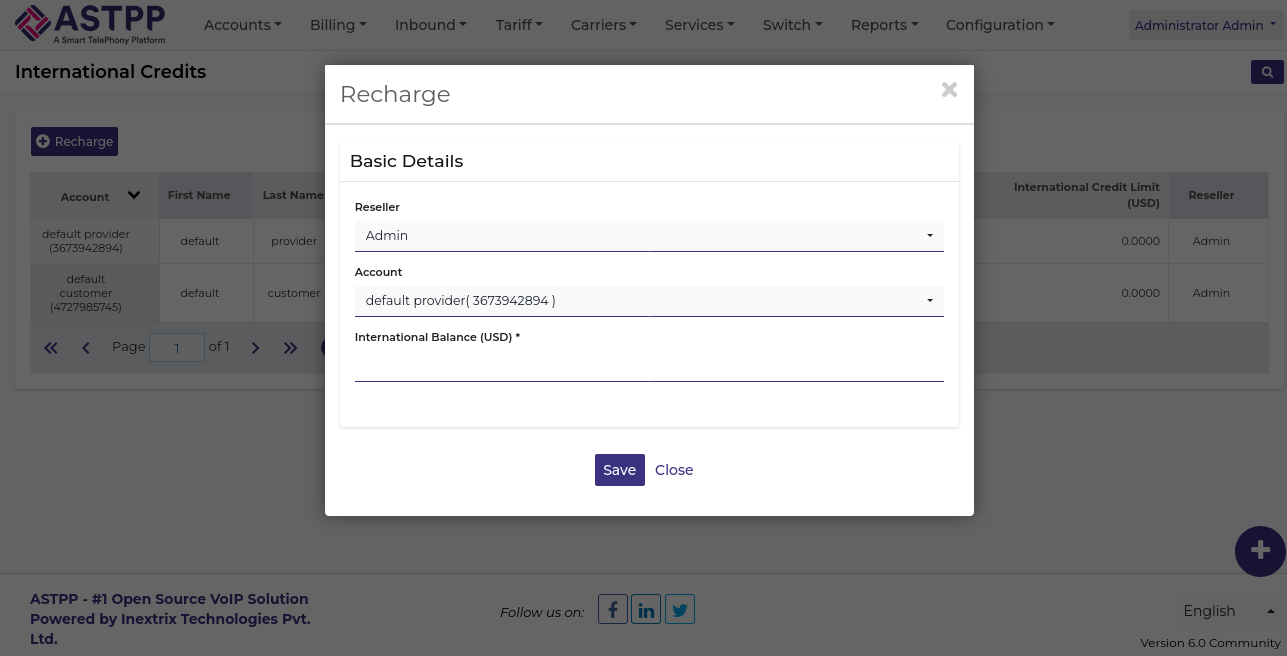 ASTPP
A Smart TelePhony Platform
Accounts
Billing
Inbound
Tariff
Carriers
Services
Switch
Reports
Configuration
Administrator Admin
International Credits
Recharge
Recharge
Account
First Name
Last Name
International Credit Limit
(USD)
Reseller
default provider
(3673942894)
default
provider
0.0000
Admin
default
customer
(4727985745)
default
customer
0.0000
Admin
Page
1
of 1
Basic Details
Reseller
Admin
Account
default provider( 3673942894 )
International Balance (USD) *
Save
Close
ASTPP - #1 Open Source VoIP Solution
Powered by Inextrix Technologies Pvt.
Ltd.
Follow us on:
English
Version 6.0 Community